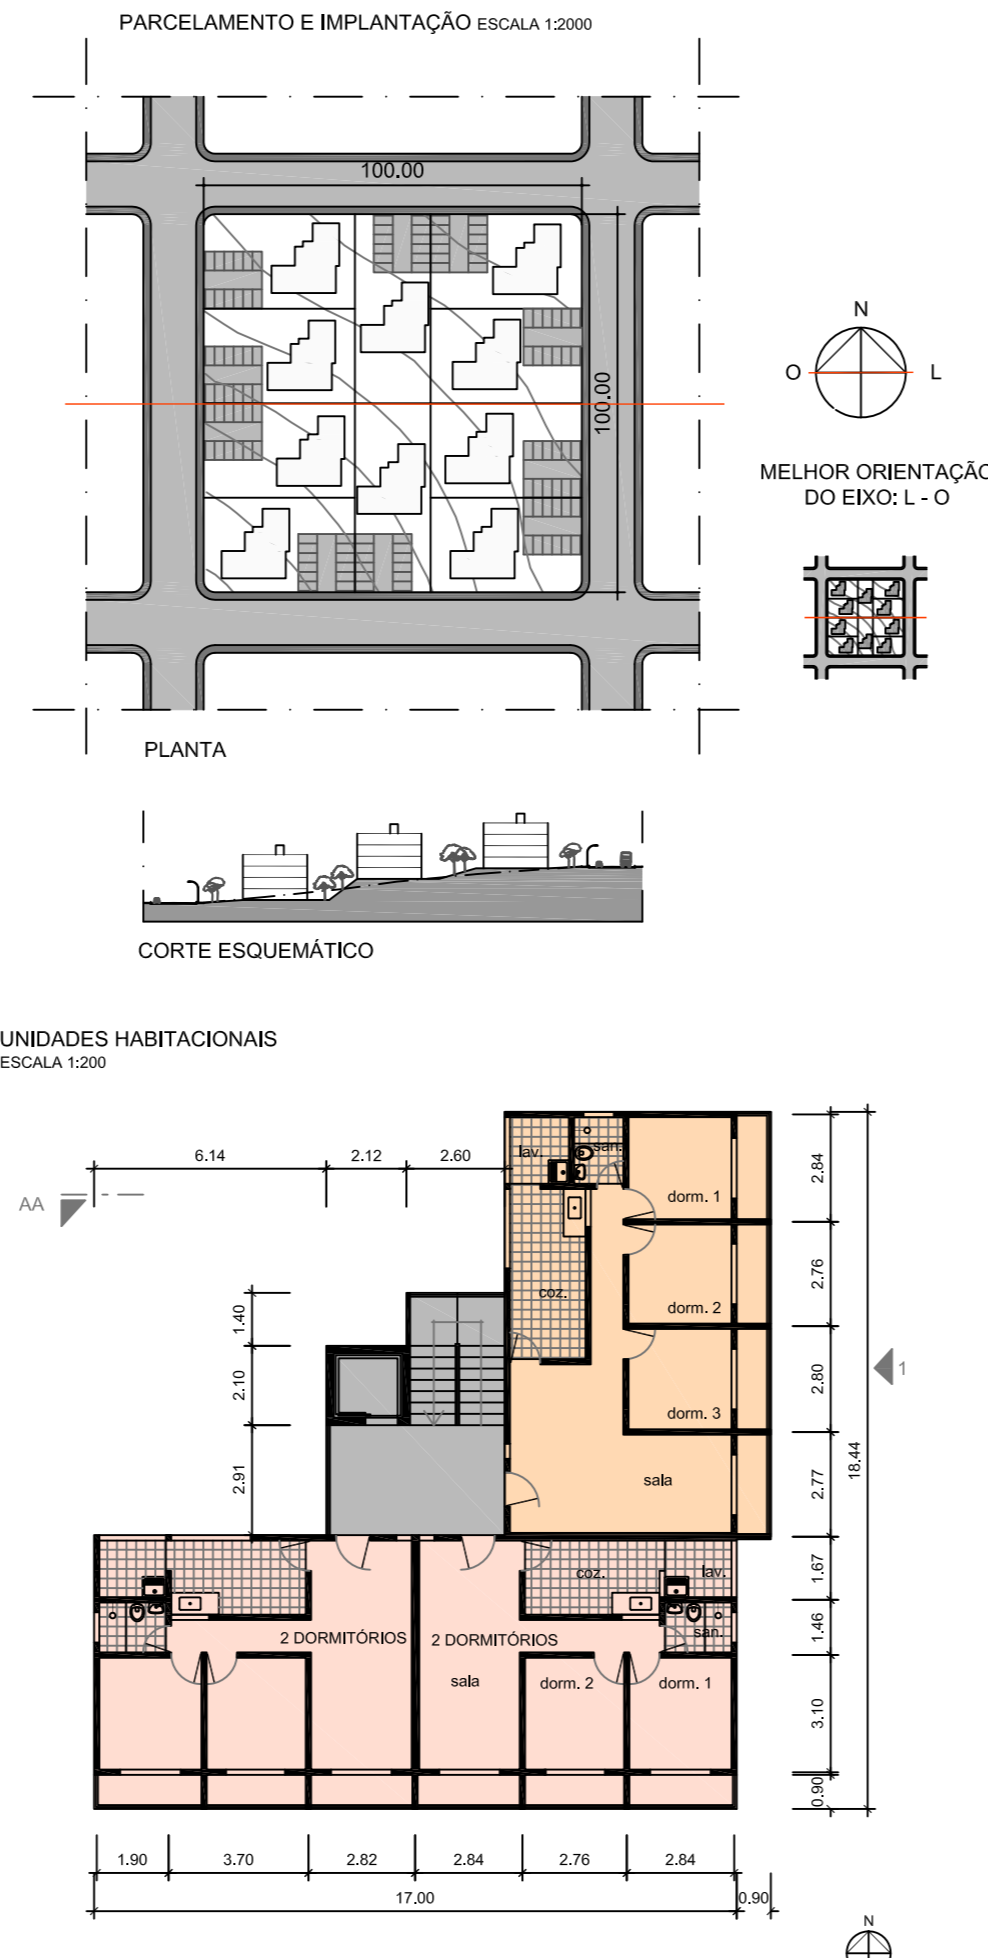 PARCELAMENTO E IMPLANTAÇÃO ESCALA 1:2000
100.00
100.00
N
O
L
MELHOR ORIENTAÇÃO
DO EIXO: L - O
PLANTA
CORTE ESQUEMÁTICO
UNIDADES HABITACIONAIS
ESCALA 1:200
6.14
2.12
2.60
AA
lav.
san.
dorm. 1
2.84
coz.
dorm. 2
2.76
1.40
2.10
2.91
dorm. 3
2.80
1
sala
2.77
18.44
coz.
lav.
1.67
san.
1.46
2 DORMITÓRIOS
2 DORMITÓRIOS
sala
dorm. 2
dorm. 1
3.10
0.90
1.90
3.70
2.82
2.84
2.76
2.84
17.00
0.90
N